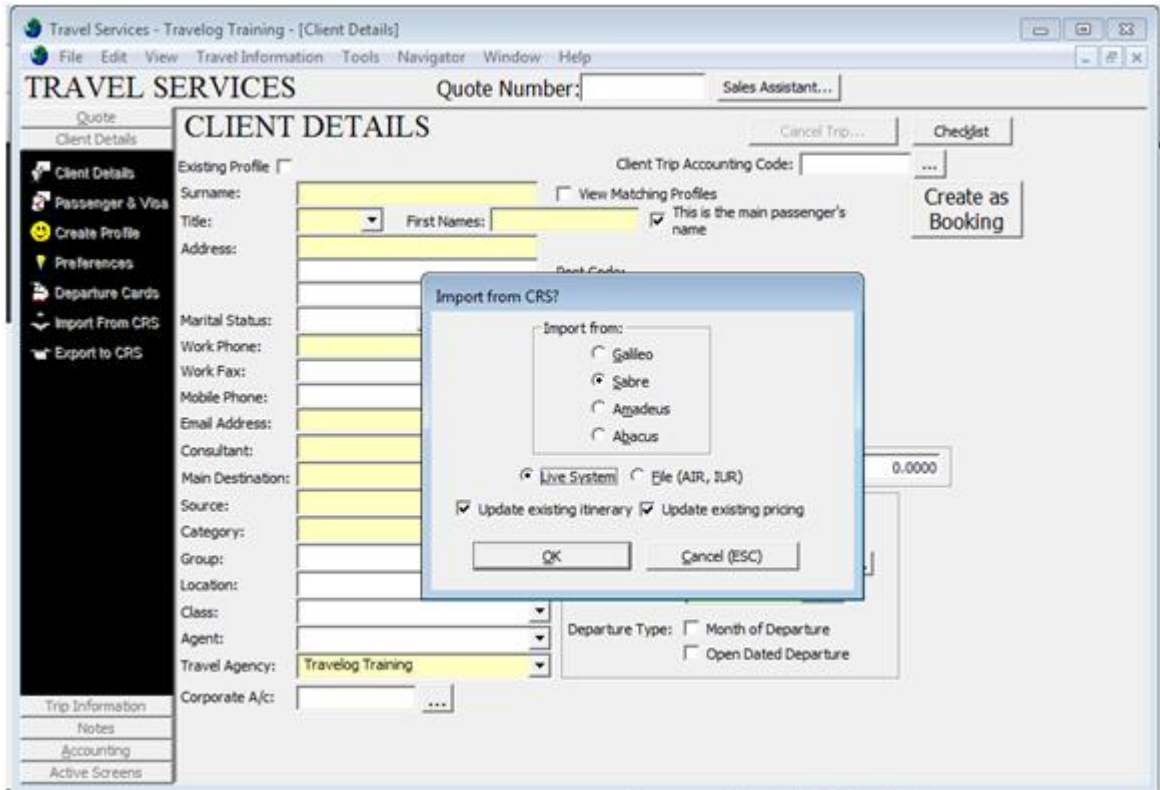 Travel Services - Travelog Training - [Client Details]
File Edit View Travel Information Tools Navigator Window Help
TRAVEL SERVICES Quote Number: Sales Assistant...
Quote
Client Details
Client Details
Passenger & Visa
Create Profile
Preferences
Departure Cards
Import From CRS
Export to CRS
Trip Information
Notes
Accounting
Active Screens
CLIENT DETAILS Cancel Trip... Checklist
Existing Profile Client Trip Accounting Code: ...
Surname: View Matching Profiles
Create as
Booking
Title: First Names: This is the main passenger's
name
Address:
Post Code:
Marital Status:
Work Phone:
Work Fax:
Mobile Phone:
Email Address:
Consultant:
Main Destination: 0.0000
Source:
Category:
Group:
Location:
Class:
Agent:
Travel Agency: Travelog Training
Corporate A/c: ...
Departure Type: Month of Departure
Open Dated Departure
Import from CRS?
Import from:
Galileo
Sabre
Amadeus
Abacus
Live System File (AIR, IUR)
Update existing itinerary Update existing pricing
OK Cancel (ESC)